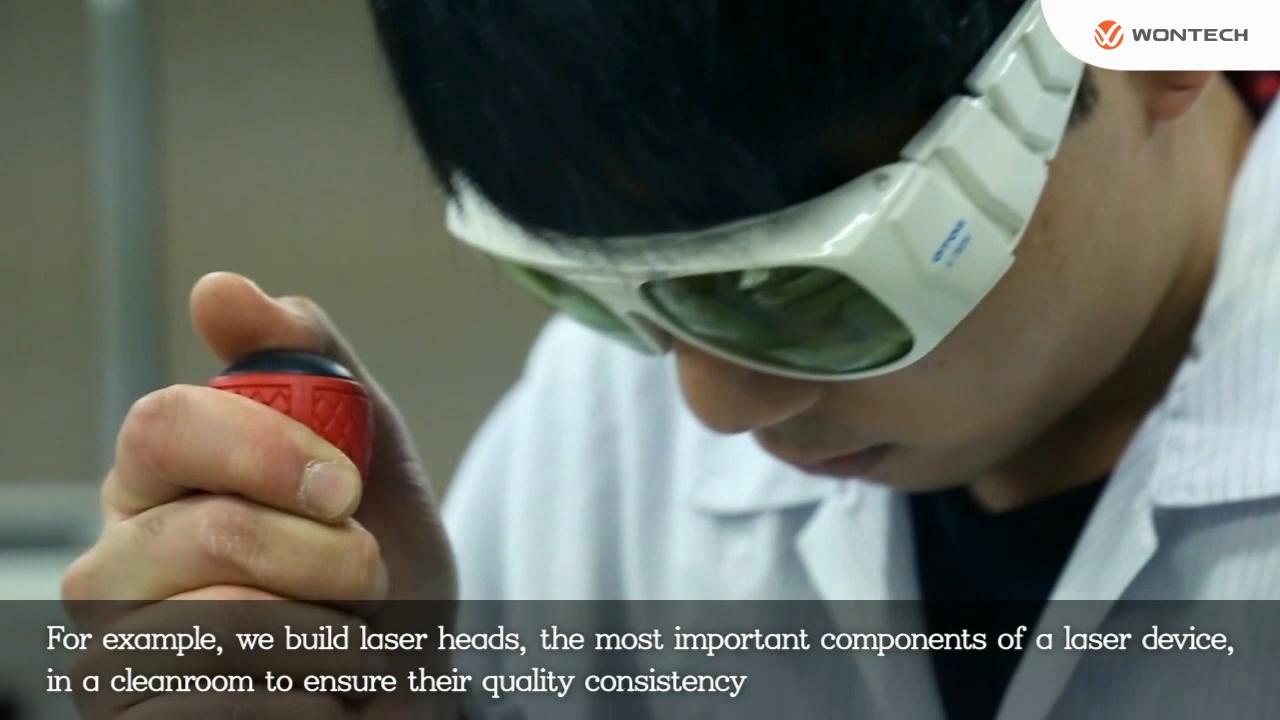 WONTECH
For example, we build laser heads, the most important components of a laser device,
in a cleanroom to ensure their quality consistency